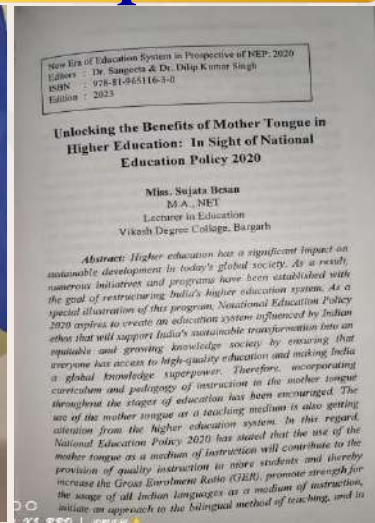 New Era of Education System in Prospective of NEP: 2020
Editors : Dr. Sangeeta & Dr. Dilip Kumar Singh
ISBN : 978-81-965116-3-0
Edition : 2023
Unlocking the Benefits of Mother Tongue in
Higher Education: In Sight of National
Education Policy 2020
Miss. Sujata Besan
M.A., NET
Lecturer in Education
Vikash Degree Collage, Bargarh
Abstract: Higher education has a significant impact on
sustainable development in today's global society. As a result,
numerous initiatives and programs have been established with
the goal of restructuring India's higher education system. As a
special illustration of this program, Notational Education Policy
2020 aspires to create an education system influenced by Indian
ethos that will support India's sustainable transformation into an
equitable and growing knowledge society by ensuring that
everyone has access to high-quality education and making India
a global knowledge superpower. Therefore, incorporating
curriculum and pedagogy of instruction to the mother tongue
throughout the stages of education has been encouraged. The
use of the mother tongue as a teaching medium is also getting
attention from the higher education system. In this regard,
National Education Policy 2020 has stated that the use of the
mother tongue as a medium of instruction will contribute to the
provision of quality instruction to more students and thereby
increase the Gross Enrolment Ratio (GER), promote strength for
the usage of all Indian languages as a medium of instruction,
initiate an approach to the bilingual method of teaching, and in